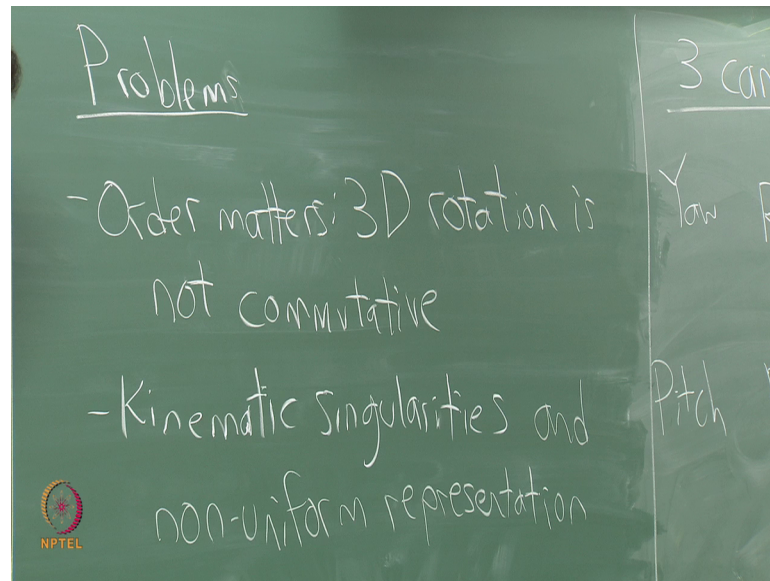 Problems
- Order matters: 3D rotation is
not commutative
- Kinematic singularities and
non-uniform representation
3 can
Yaw
Pitch
NPTEL